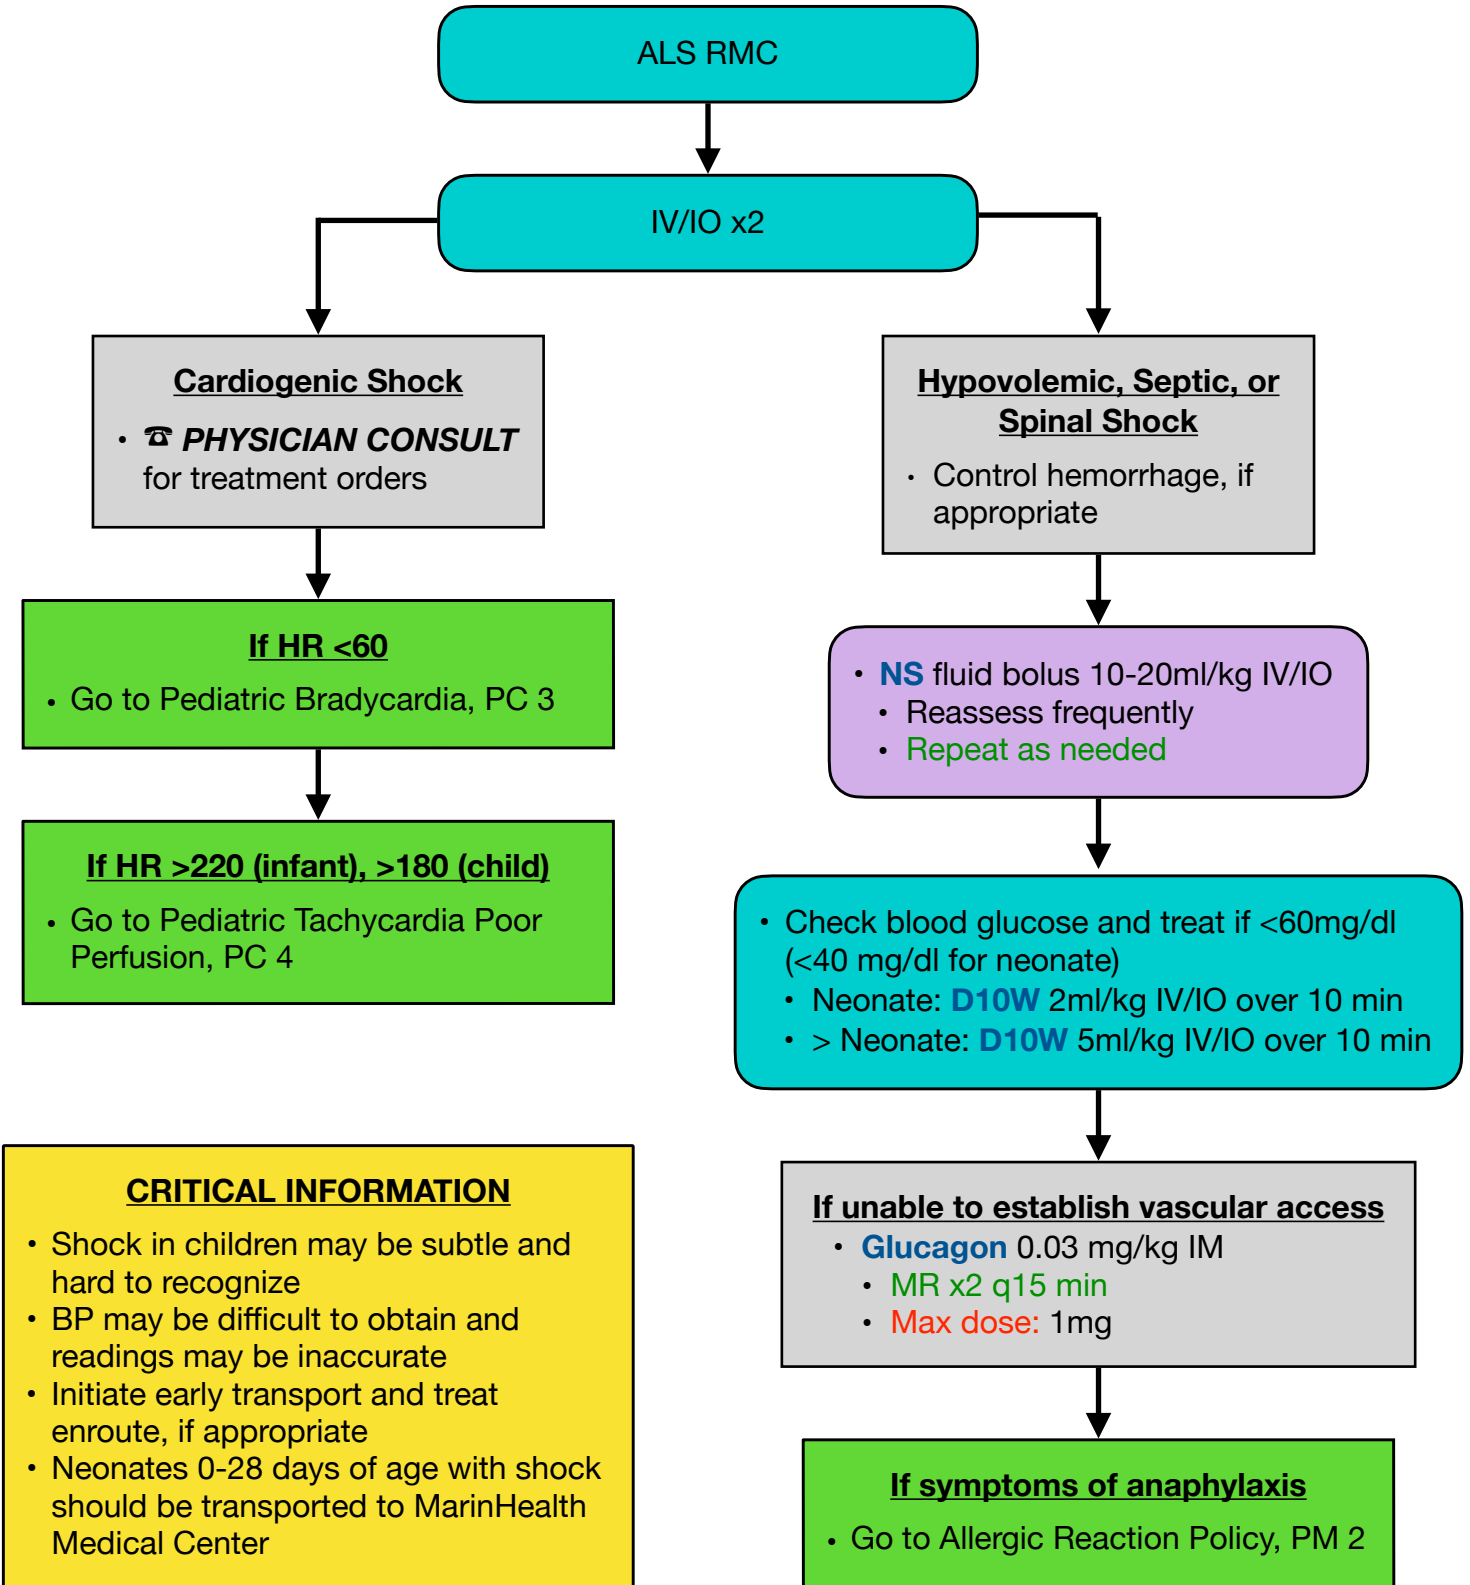 ALS RMC
IV/IO x2
Cardiogenic Shock
• ☎ PHYSICIAN CONSULT
for treatment orders
If HR <60
• Go to Pediatric Bradycardia, PC 3
If HR >220 (infant), >180 (child)
• Go to Pediatric Tachycardia Poor
Perfusion, PC 4
Hypovolemic, Septic, or
Spinal Shock
• Control hemorrhage, if
appropriate
• NS fluid bolus 10-20ml/kg IV/IO
• Reassess frequently
• Repeat as needed
• Check blood glucose and treat if <60mg/dl
(<40 mg/dl for neonate)
• Neonate: D10W 2ml/kg IV/IO over 10 min
• > Neonate: D10W 5ml/kg IV/IO over 10 min
If unable to establish vascular access
• Glucagon 0.03 mg/kg IM
• MR x2 q15 min
• Max dose: 1mg
If symptoms of anaphylaxis
• Go to Allergic Reaction Policy, PM 2
CRITICAL INFORMATION
• Shock in children may be subtle and
hard to recognize
• BP may be difficult to obtain and
readings may be inaccurate
• Initiate early transport and treat
enroute, if appropriate
• Neonates 0-28 days of age with shock
should be transported to MarinHealth
Medical Center